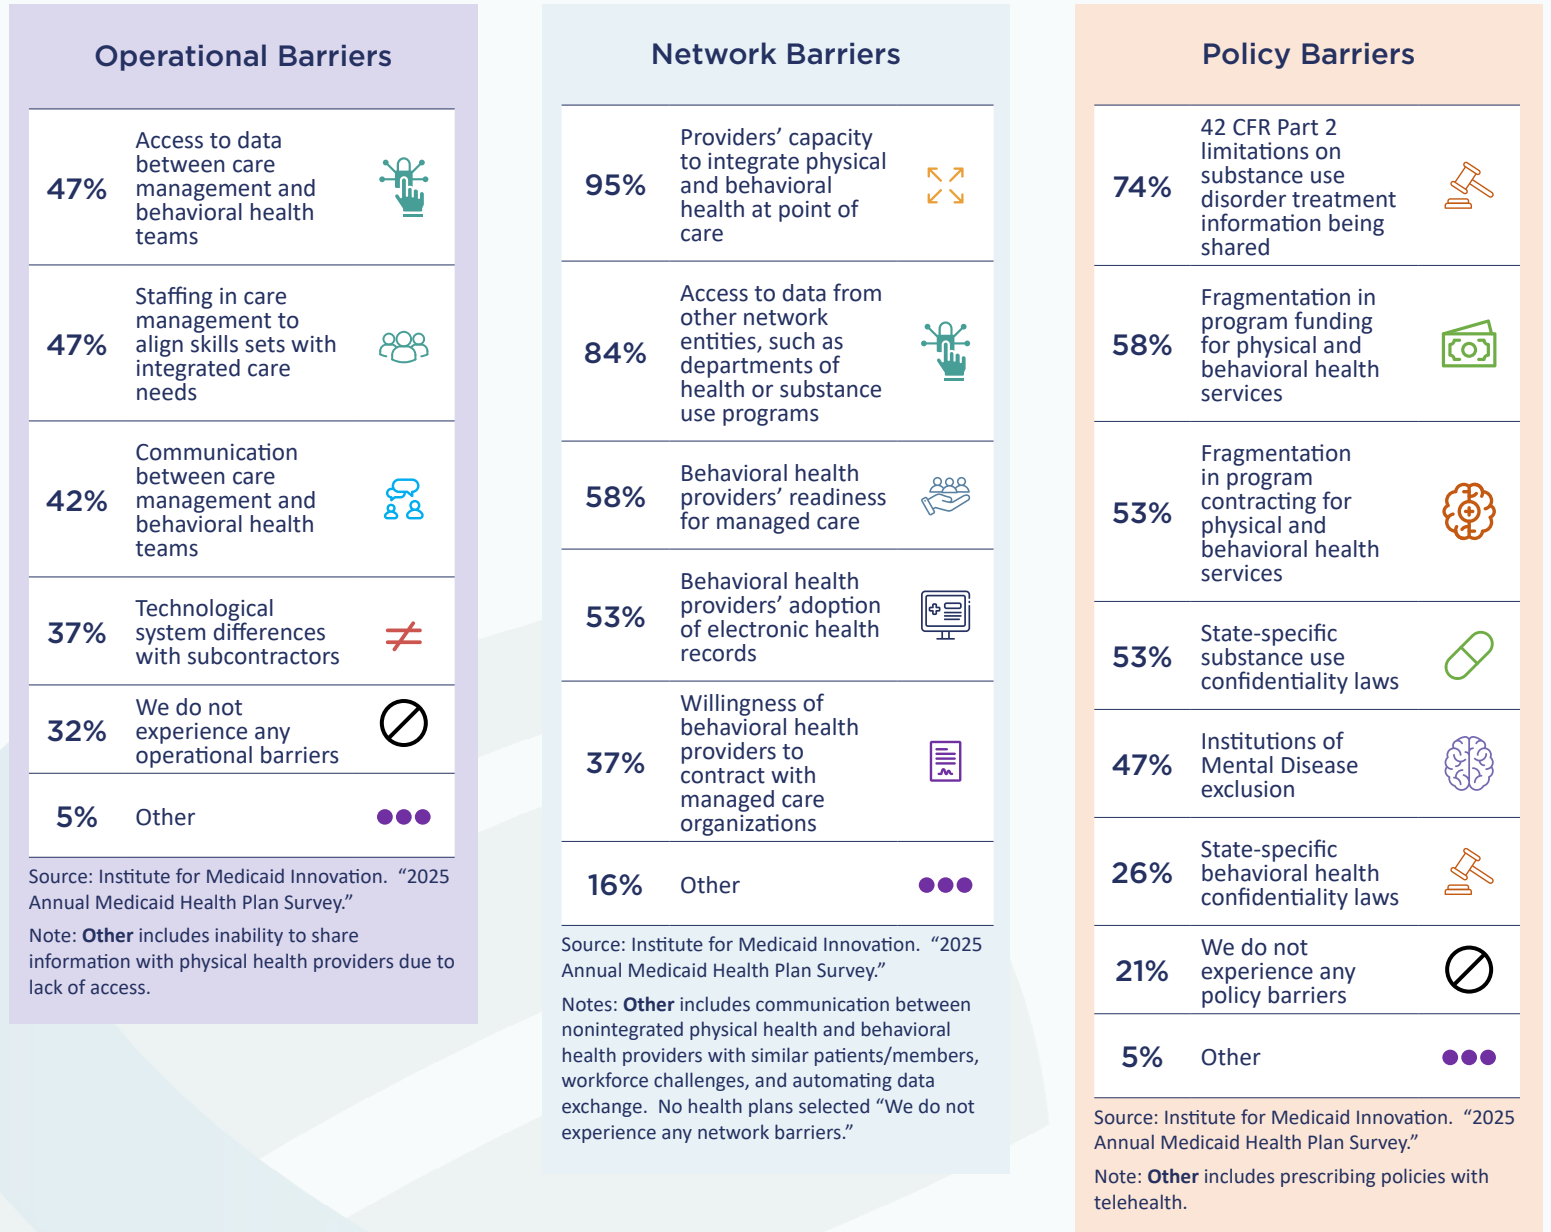 Operational Barriers
47%
Access to data
between care
management and
behavioral health
teams
47%
Staffing in care
management to
align skills sets with
integrated care
needs
42%
Communication
between care
management and
behavioral health
teams
37%
Technological
system differences
with subcontractors
32%
We do not
experience any
operational barriers
5%
Other
Source: Institute for Medicaid Innovation. “2025
Annual Medicaid Health Plan Survey.”
Note: Other includes inability to share
information with physical health providers due to
lack of access.
Network Barriers
95%
Providers’ capacity
to integrate physical
and behavioral
health at point of
care
84%
Access to data from
other network
entities, such as
departments of
health or substance
use programs
58%
Behavioral health
providers’ readiness
for managed care
53%
Behavioral health
providers’ adoption
of electronic health
records
37%
Willingness of
behavioral health
providers to
contract with
managed care
organizations
16%
Other
Source: Institute for Medicaid Innovation. “2025
Annual Medicaid Health Plan Survey.”
Notes: Other includes communication between
nonintegrated physical health and behavioral
health providers with similar patients/members,
workforce challenges, and automating data
exchange. No health plans selected “We do not
experience any network barriers.”
Policy Barriers
74%
42 CFR Part 2
limitations on
substance use
disorder treatment
information being
shared
58%
Fragmentation in
program funding
for physical and
behavioral health
services
53%
Fragmentation
in program
contracting for
physical and
behavioral health
services
53%
State-specific
substance use
confidentiality laws
47%
Institutions of
Mental Disease
exclusion
26%
State-specific
behavioral health
confidentiality laws
21%
We do not
experience any
policy barriers
5%
Other
Source: Institute for Medicaid Innovation. “2025
Annual Medicaid Health Plan Survey.”
Note: Other includes prescribing policies with
telehealth.